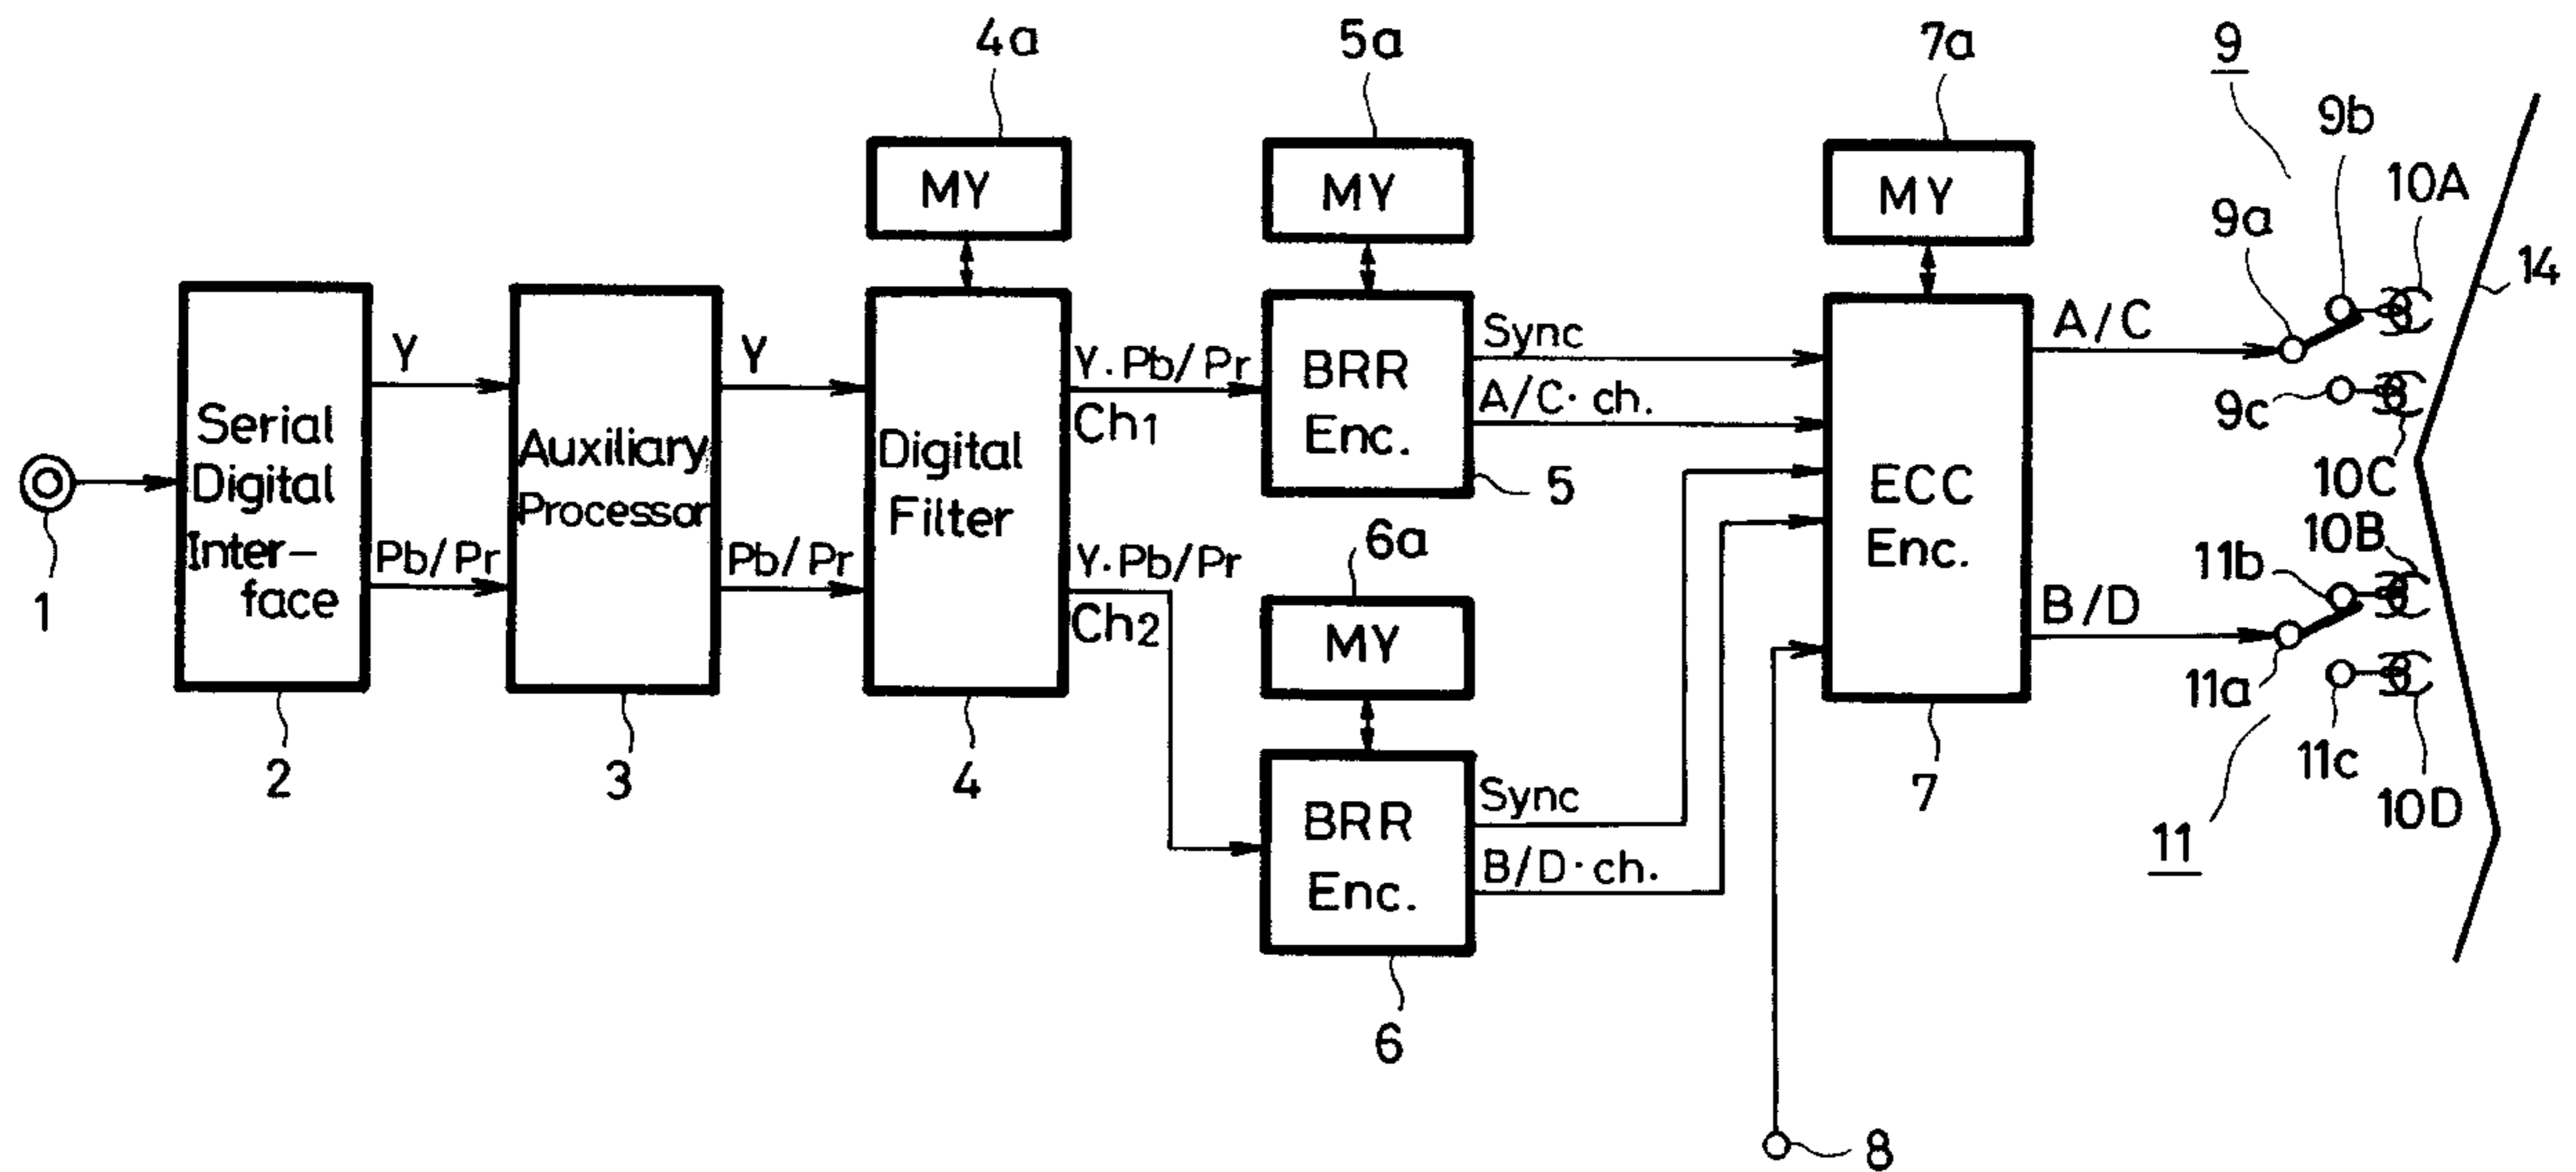 4a
5a
7a
9
9b
10A
MY
MY
MY
9a
14
Serial
Digital
Inter-
face
Y
Pb/Pr
Auxiliary
Processor
Y
Pb/Pr
Digital
Filter
Y·Pb/Pr
Ch1
Y·Pb/Pr
Ch2
BRR
Enc.
Sync
A/C·ch.
5
ECC
Enc.
A/C
B/D
9c
10C
10B
11b
11a
11c
10D
11
1
2
3
4
6a
MY
BRR
Enc.
Sync
B/D·ch.
6
7
8